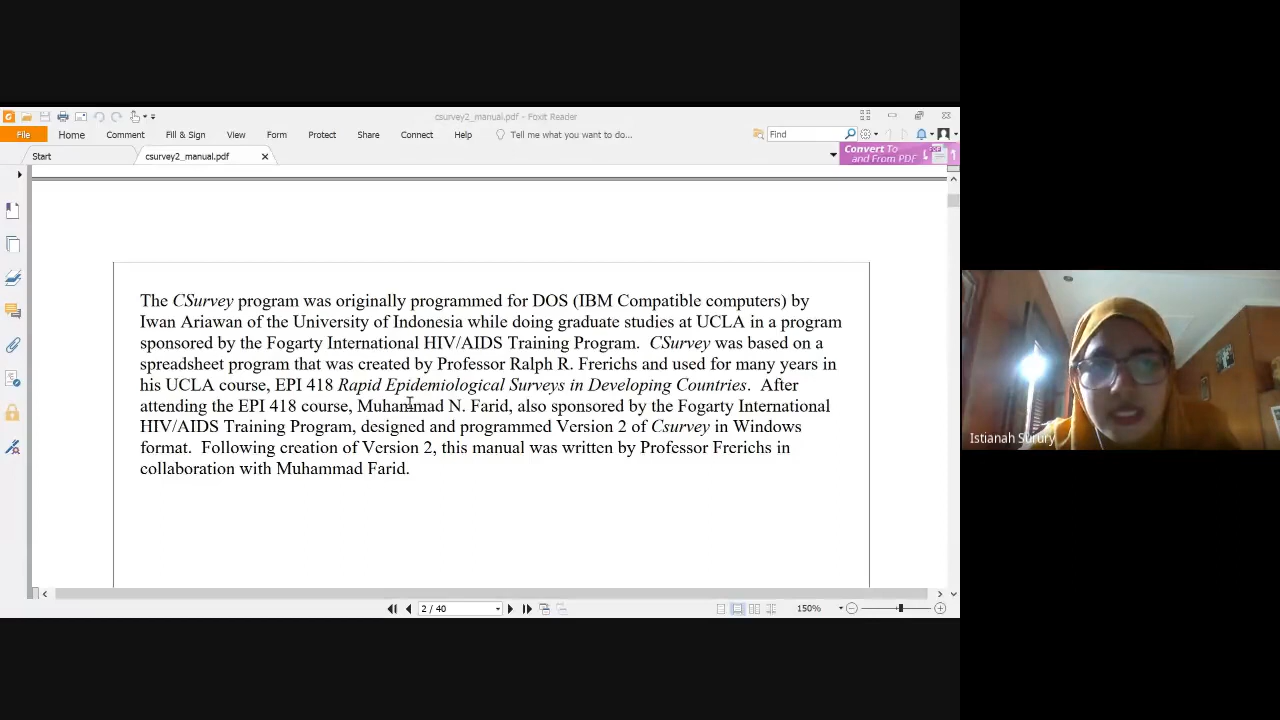 csurvey2_manual.pdf - Foxit Reader
File Home Comment Fill & Sign View Form Protect Share Connect Help Tell me what you want to do... Find
Start csurvey2_manual.pdf Convert To
and From PDF
The CSurvey program was originally programmed for DOS (IBM Compatible computers) by
Iwan Ariawan of the University of Indonesia while doing graduate studies at UCLA in a program
sponsored by the Fogarty International HIV/AIDS Training Program. CSurvey was based on a
spreadsheet program that was created by Professor Ralph R. Frerichs and used for many years in
his UCLA course, EPI 418 Rapid Epidemiological Surveys in Developing Countries. After
attending the EPI 418 course, Muhammad N. Farid, also sponsored by the Fogarty International
HIV/AIDS Training Program, designed and programmed Version 2 of Csurvey in Windows
format. Following creation of Version 2, this manual was written by Professor Frerichs in
collaboration with Muhammad Farid.
Istianah Surury
2 / 40 150%